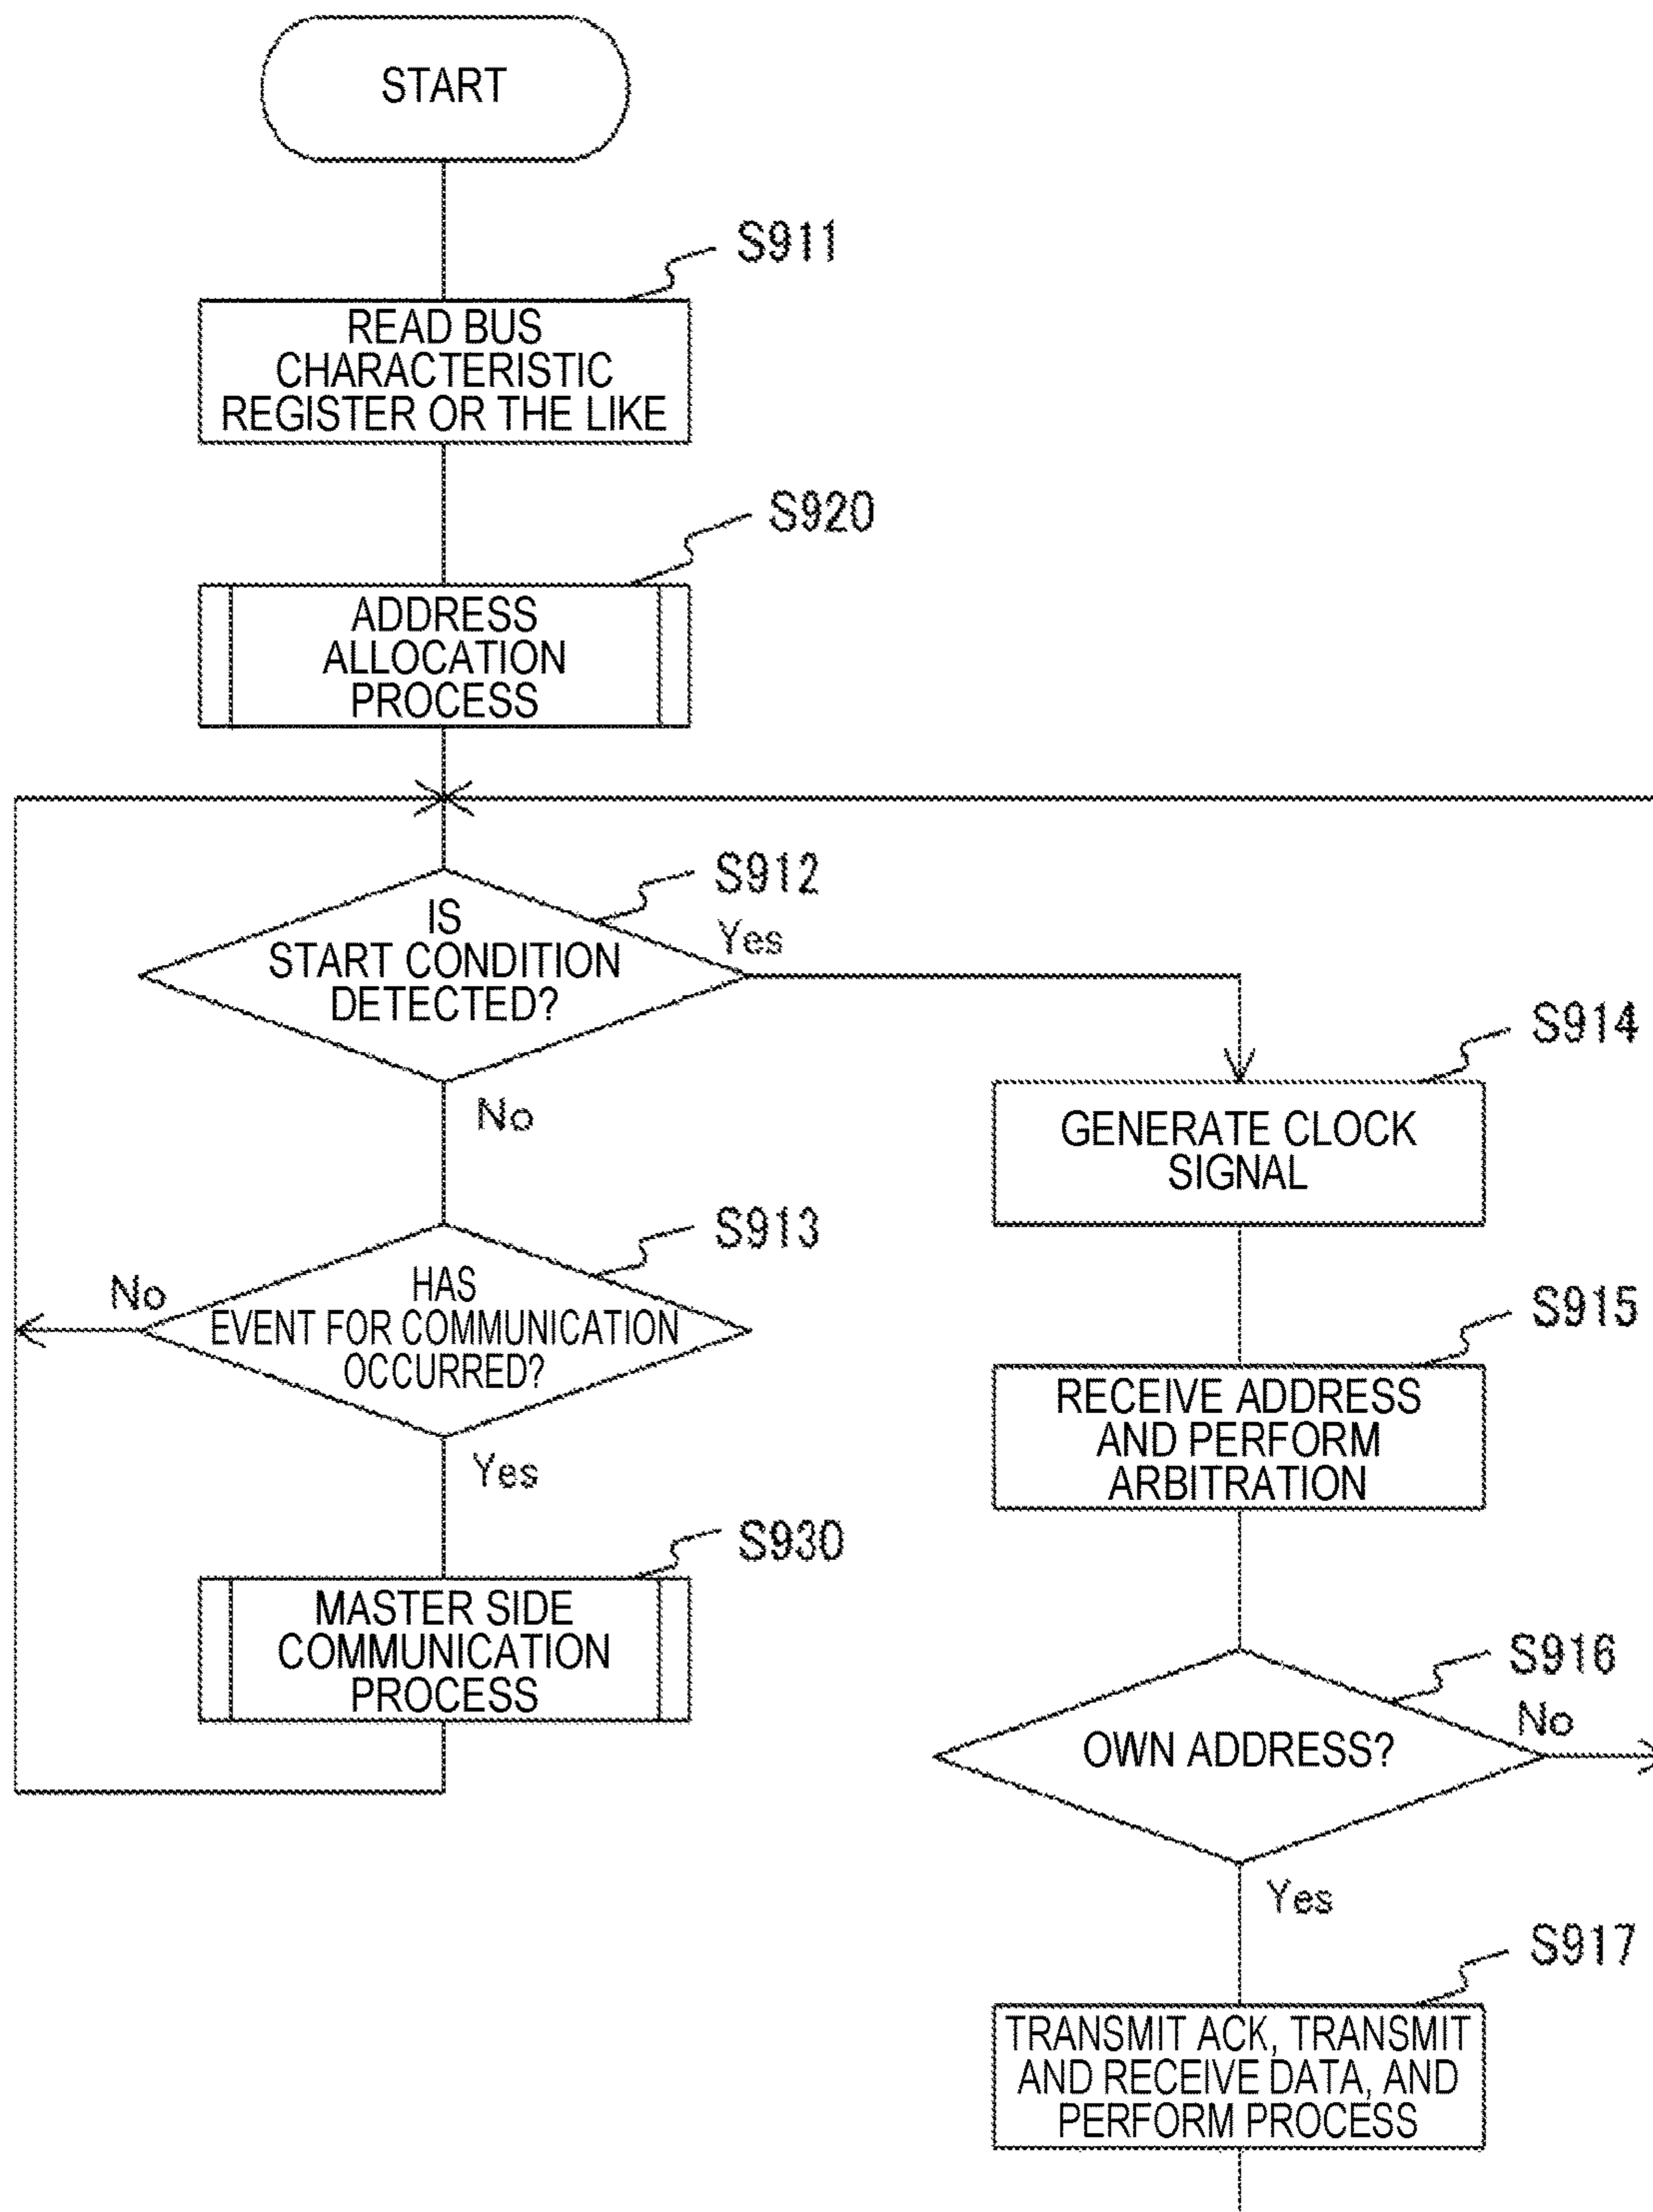 START
S911
READ BUS
CHARACTERISTIC
REGISTER OR THE LIKE
S920
ADDRESS
ALLOCATION
PROCESS
S912
IS
START CONDITION
DETECTED?
Yes
No
S913
HAS
EVENT FOR COMMUNICATION
OCCURRED?
No
Yes
S930
MASTER SIDE
COMMUNICATION
PROCESS
S914
GENERATE CLOCK
SIGNAL
S915
RECEIVE ADDRESS
AND PERFORM
ARBITRATION
S916
OWN ADDRESS?
No
Yes
S917
TRANSMIT ACK, TRANSMIT
AND RECEIVE DATA, AND
PERFORM PROCESS